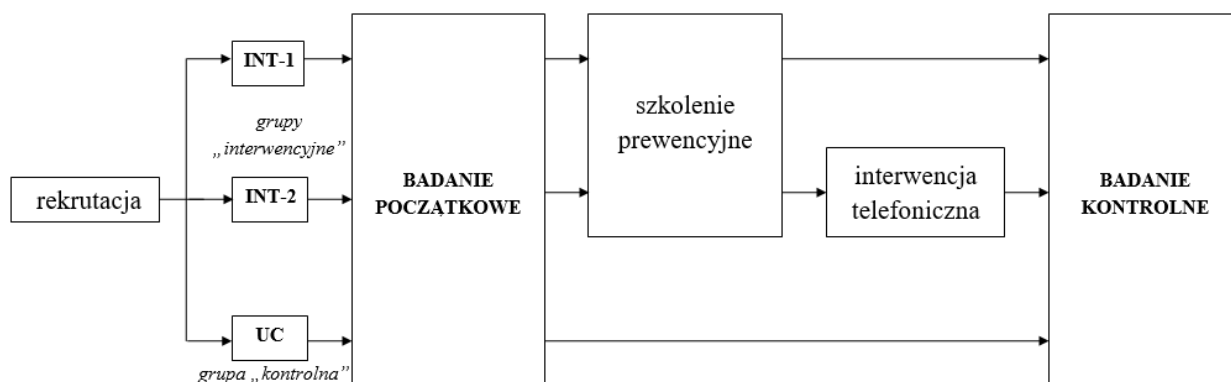 rekrutacja
INT-1
grupy
„interwencyjne”
INT-2
UC
grupa „kontrolna”
BADANIE
POCZĄTKOWE
szkolenie
prewencyjne
interwencja
telefoniczna
BADANIE
KONTROLNE